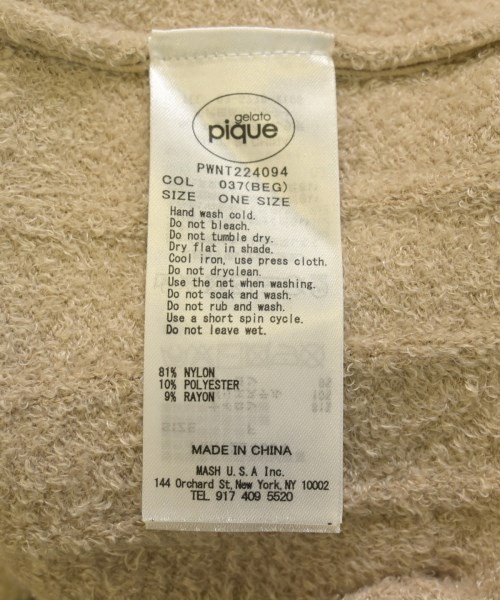 gelato
pique
PWNT224094
COL 037(BEG)
SIZE ONE SIZE
Hand wash cold.
Do not bleach.
Do not tumble dry.
Dry flat in shade.
Cool iron, use press cloth.
Do not dryclean.
Use the net when washing.
Do not soak and wash.
Do not rub and wash.
Use a short spin cycle.
Do not leave wet.
81% NYLON
10% POLYESTER
9% RAYON
MADE IN CHINA
MASH U.S.A Inc.
144 Orchard St, New York, NY 10002
TEL 917 409 5520